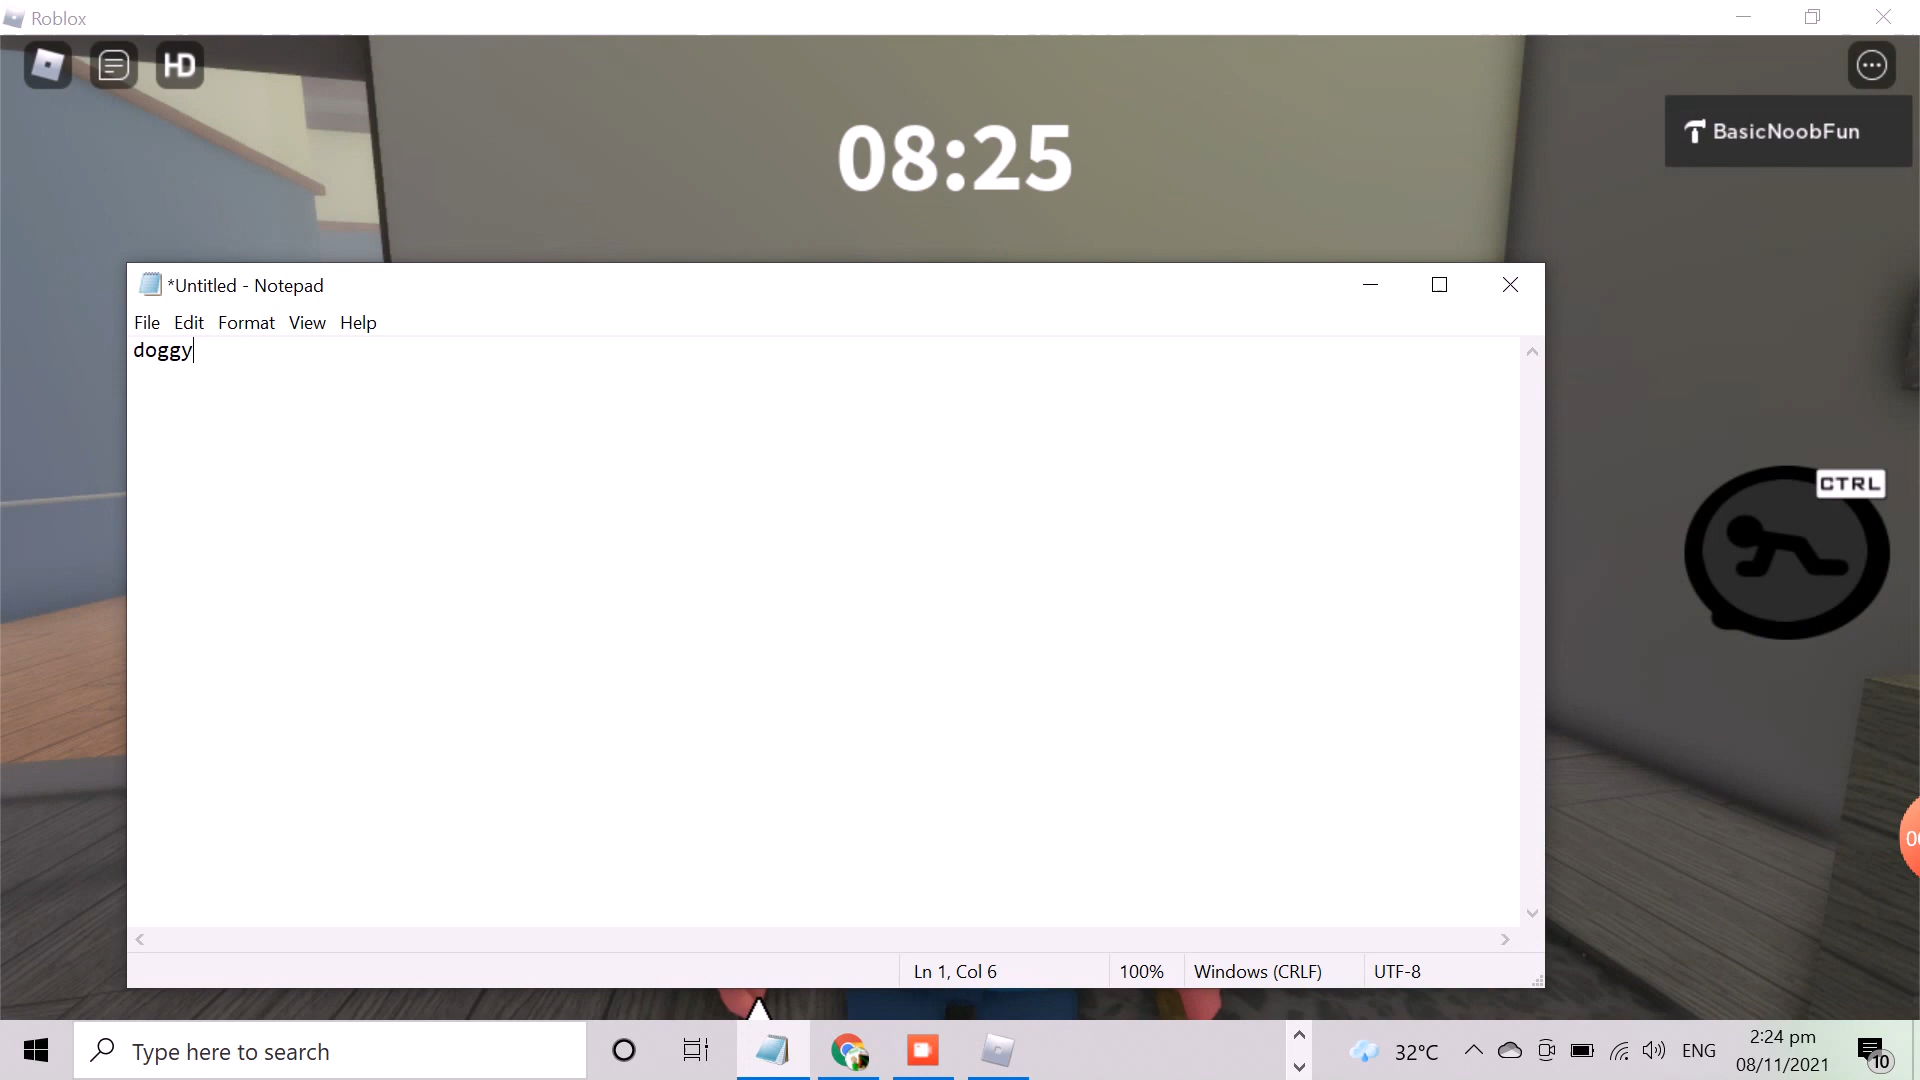 Roblox
HD
08:25
BasicNoobFun
*Untitled - Notepad
File Edit Format View Help
doggy
CTRL
Ln 1, Col 6 100% Windows (CRLF) UTF-8
Type here to search
32°C
ENG
2:24 pm
08/11/2021
10